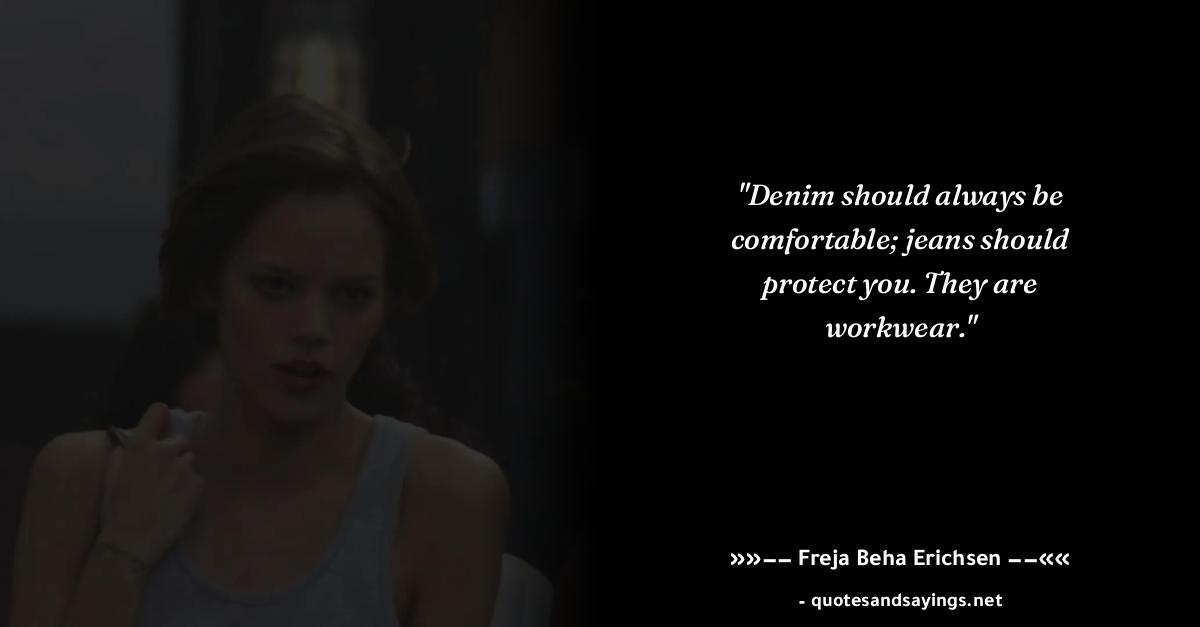 "Denim should always be
comfortable; jeans should
protect you. They are
workwear."
»»–– Freja Beha Erichsen ––««
- quotesandsayings.net